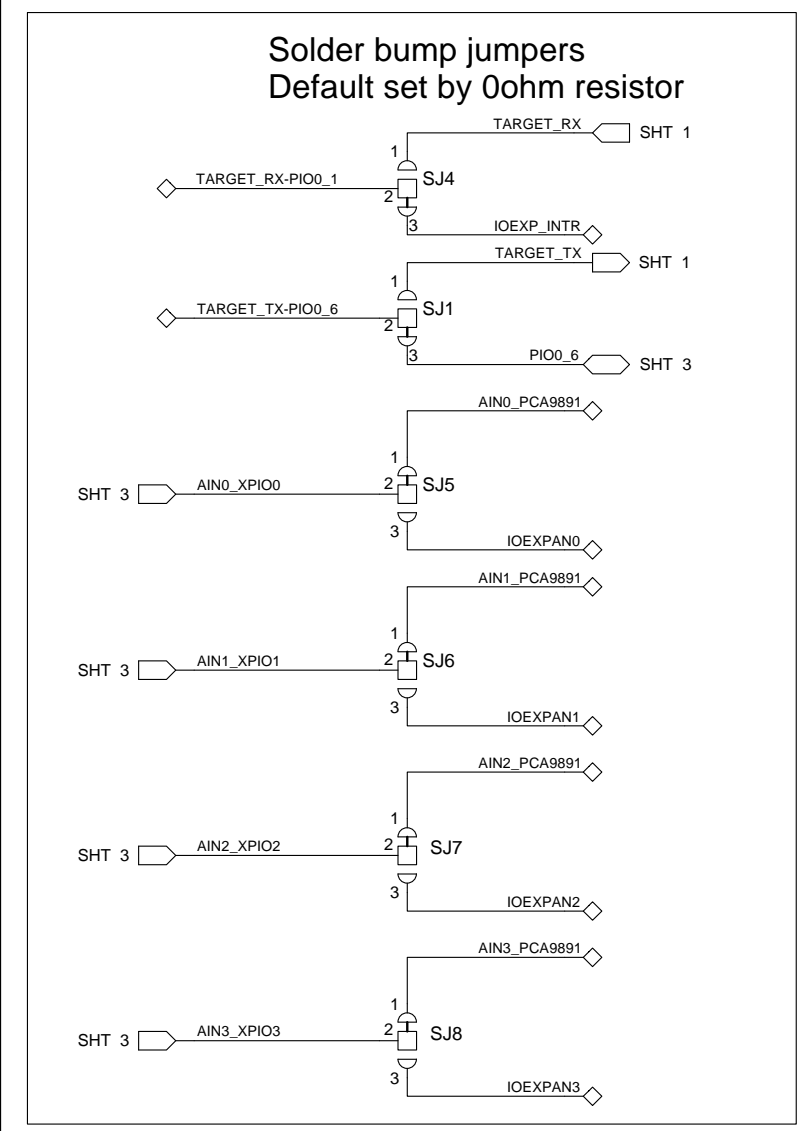 Solder bump jumpers
Default set by 0ohm resistor
TARGET_RX
SHT 1
1
TARGET_RX-PIO0_1
SJ4
2
3
IOEXP_INTR
TARGET_TX
SHT 1
1
TARGET_TX-PIO0_6
SJ1
2
3
PIO0_6
SHT 3
AIN0_PCA9891
1
SHT 3
AIN0_XPIO0
2
SJ5
3
IOEXPAN0
AIN1_PCA9891
1
SHT 3
AIN1_XPIO1
2
SJ6
3
IOEXPAN1
AIN2_PCA9891
1
SHT 3
AIN2_XPIO2
2
SJ7
3
IOEXPAN2
AIN3_PCA9891
1
SHT 3
AIN3_XPIO3
2
SJ8
3
IOEXPAN3